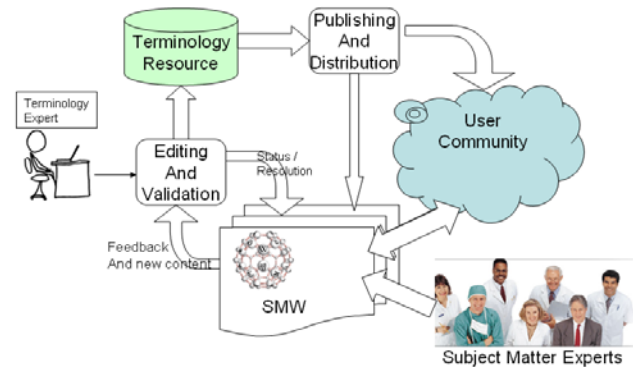 Terminology
Resource
Publishing
And
Distribution
User
Community
Terminology
Expert
Editing
And
Validation
Status /
Resolution
Feedback
And new content
SMW
Subject Matter Experts